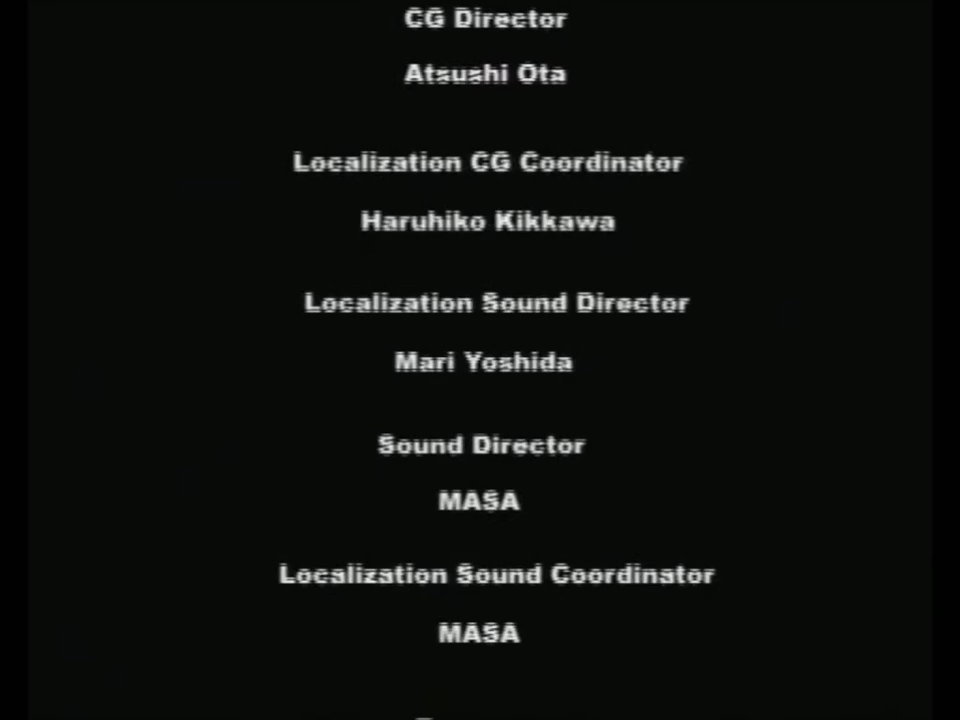 CG Director
Atsushi Ota
Localization CG Coordinator
Haruhiko Kikkawa
Localization Sound Director
Mari Yoshida
Sound Director
MASA
Localization Sound Coordinator
MASA